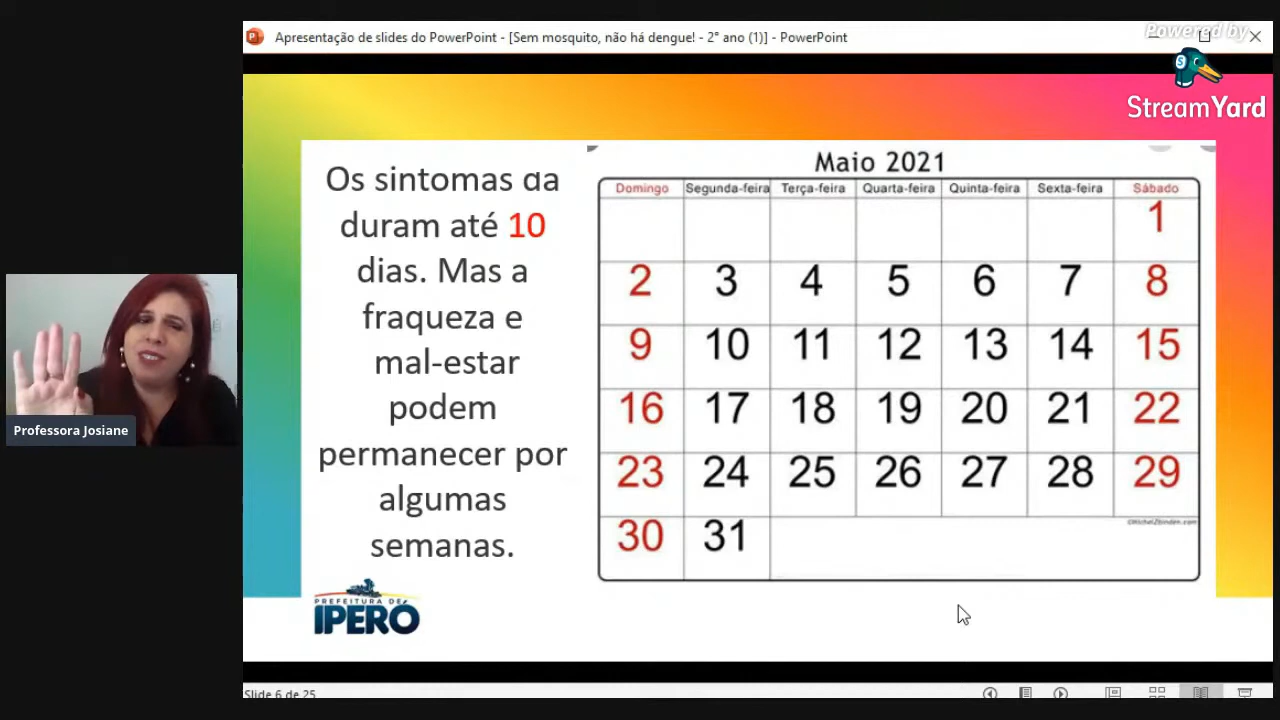 Apresentação de slides do PowerPoint - [Sem mosquito, não há dengue! - 2° ano (1)] - PowerPoint
Powered by
StreamYard
Os sintomas da
duram até 10
dias. Mas a
fraqueza e
mal-estar
podem
permanecer por
algumas
semanas.
Maio 2021
Domingo Segunda-feira Terça-feira Quarta-feira Quinta-feira Sexta-feira Sábado
1
2 3 4 5 6 7 8
9 10 11 12 13 14 15
16 17 18 19 20 21 22
23 24 25 26 27 28 29
30 31
©MichelZbinden.com
Professora Josiane
PREFEITURA DE
IPERÓ
Slide 6 de 25